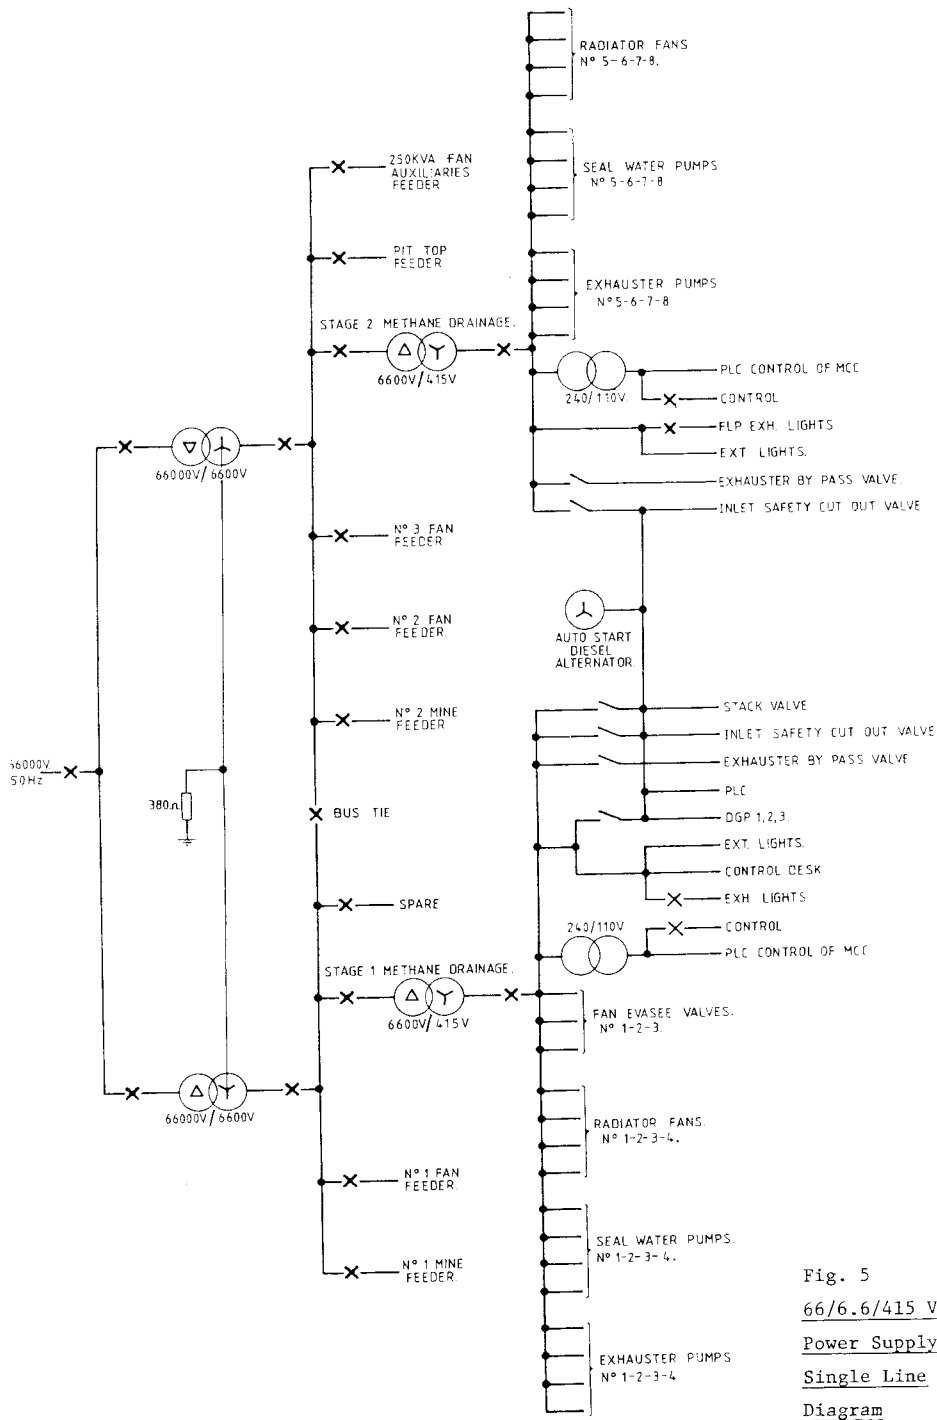 RADIATOR FANS
Nº 5-6-7-8.
SEAL WATER PUMPS
Nº 5-6-7-8
250KVA FAN
AUXILIARIES
FEEDER
PIT TOP
FEEDER
EXHAUSTER PUMPS
Nº 5-6-7-8
STAGE 2 METHANE DRAINAGE.
6600V/415V
240/110V.
PLC CONTROL OF MCC
CONTROL
FLP EXH. LIGHTS
EXT LIGHTS.
66000V/6600V
EXHAUSTER BY PASS VALVE.
INLET SAFETY CUT OUT VALVE
Nº 3 FAN
FEEDER.
Nº 2 FAN
FEEDER.
AUTO START
DIESEL
ALTERNATOR.
Nº 2 MINE
FEEDER
STACK VALVE
INLET SAFETY CUT OUT VALVE
EXHAUSTER BY PASS VALVE
66000V
50HZ
380Ω
BUS TIE
PLC
DGP 1,2,3.
EXT. LIGHTS.
CONTROL DESK
EXH LIGHTS
SPARE
240/110V
CONTROL
PLC CONTROL OF MCC
STAGE 1 METHANE DRAINAGE.
6600V/415V
FAN EVASEE VALVES.
Nº 1-2-3.
66000V/6600V
RADIATOR FANS.
Nº 1-2-3-4.
Nº 1 FAN
FEEDER.
SEAL WATER PUMPS.
Nº 1-2-3-4.
Nº 1 MINE
FEEDER.
EXHAUSTER PUMPS
Nº 1-2-3-4
Fig. 5
66/6.6/415 V
Power Supply
Single Line
Diagram